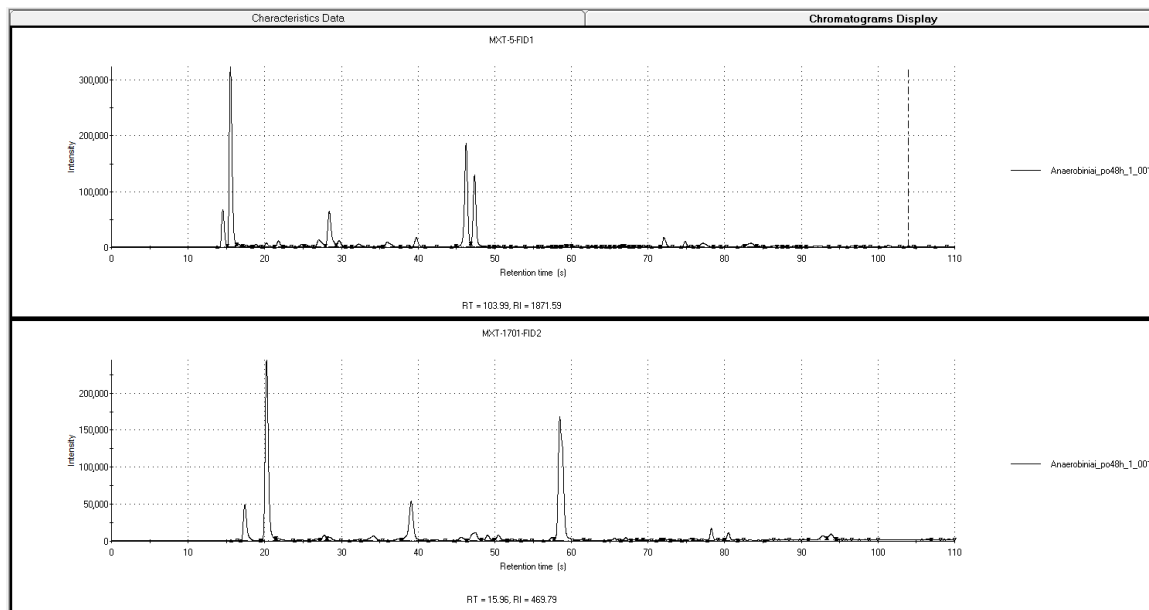 Characteristics Data
Chromatograms Display
MXT-5-FID1
Intensity
300,000
200,000
100,000
0
0 10 20 30 40 50 60 70 80 90 100 110
Retention time (s)
Anaerobiniai_po48h_1_001
RT = 103.99, RI = 1871.59
MXT-1701-FID2
Intensity
200,000
150,000
100,000
50,000
0
0 10 20 30 40 50 60 70 80 90 100 110
Retention time (s)
Anaerobiniai_po48h_1_001
RT = 15.96, RI = 469.79